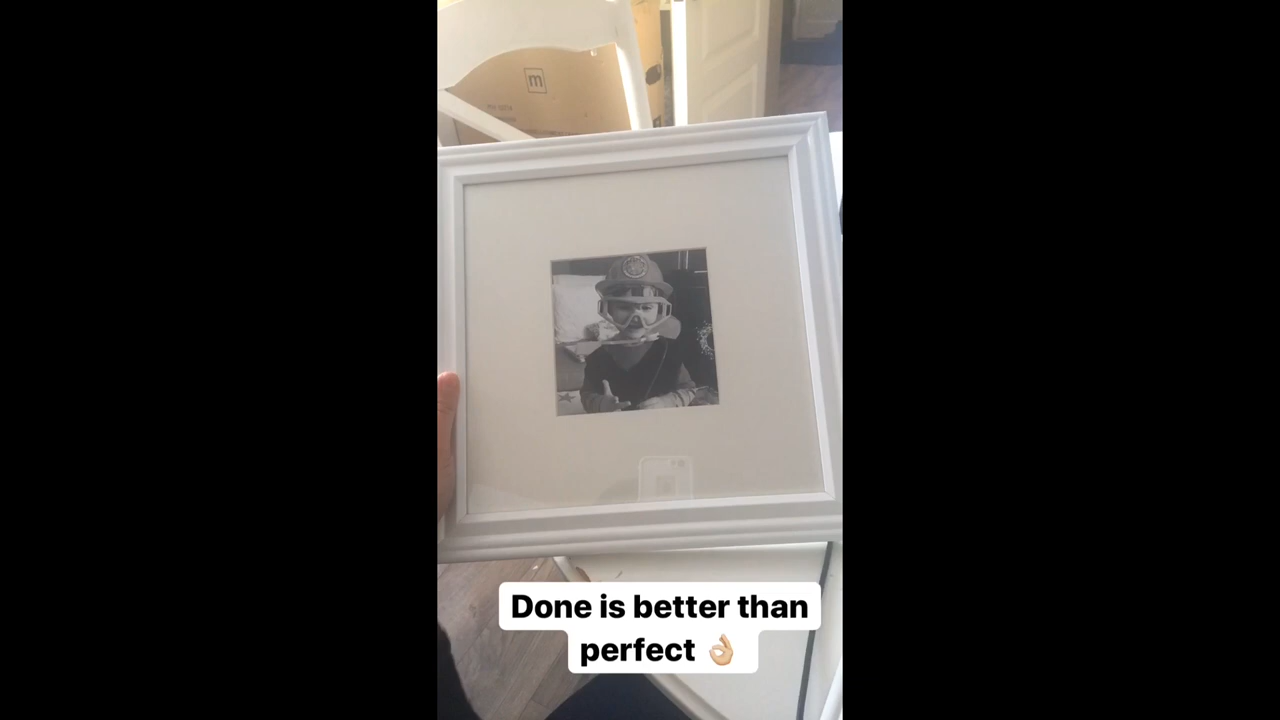 m
Done is better than
perfect 👌🏼